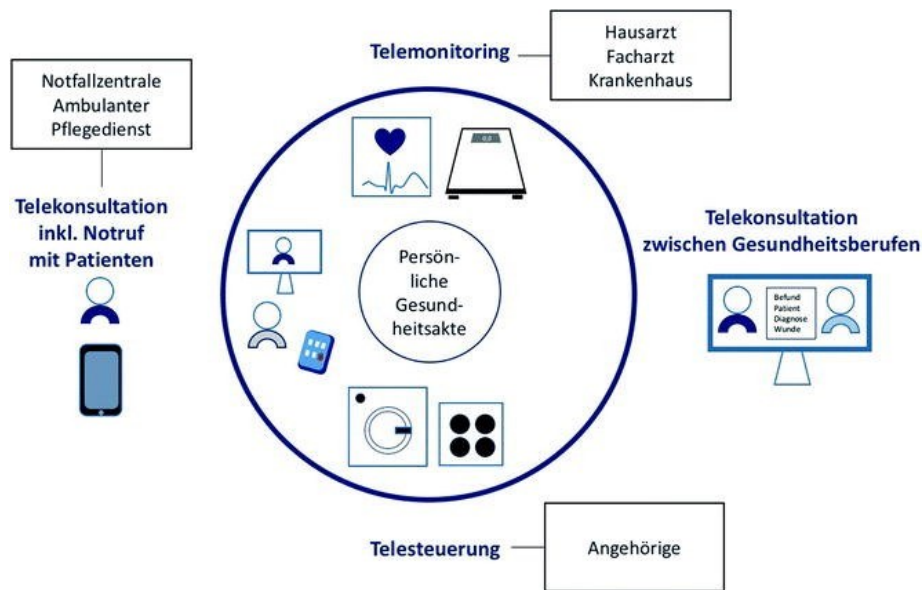 Telemonitoring
Hausarzt
Facharzt
Krankenhaus
Notfallzentrale
Ambulanter
Pflegedienst
Telekonsultation
inkl. Notruf
mit Patienten
Persön-
liche
Gesund-
heitsakte
Telekonsultation
zwischen Gesundheitsberufen
Befund
Patient
Diagnose
Wunde
Telesteuerung
Angehörige